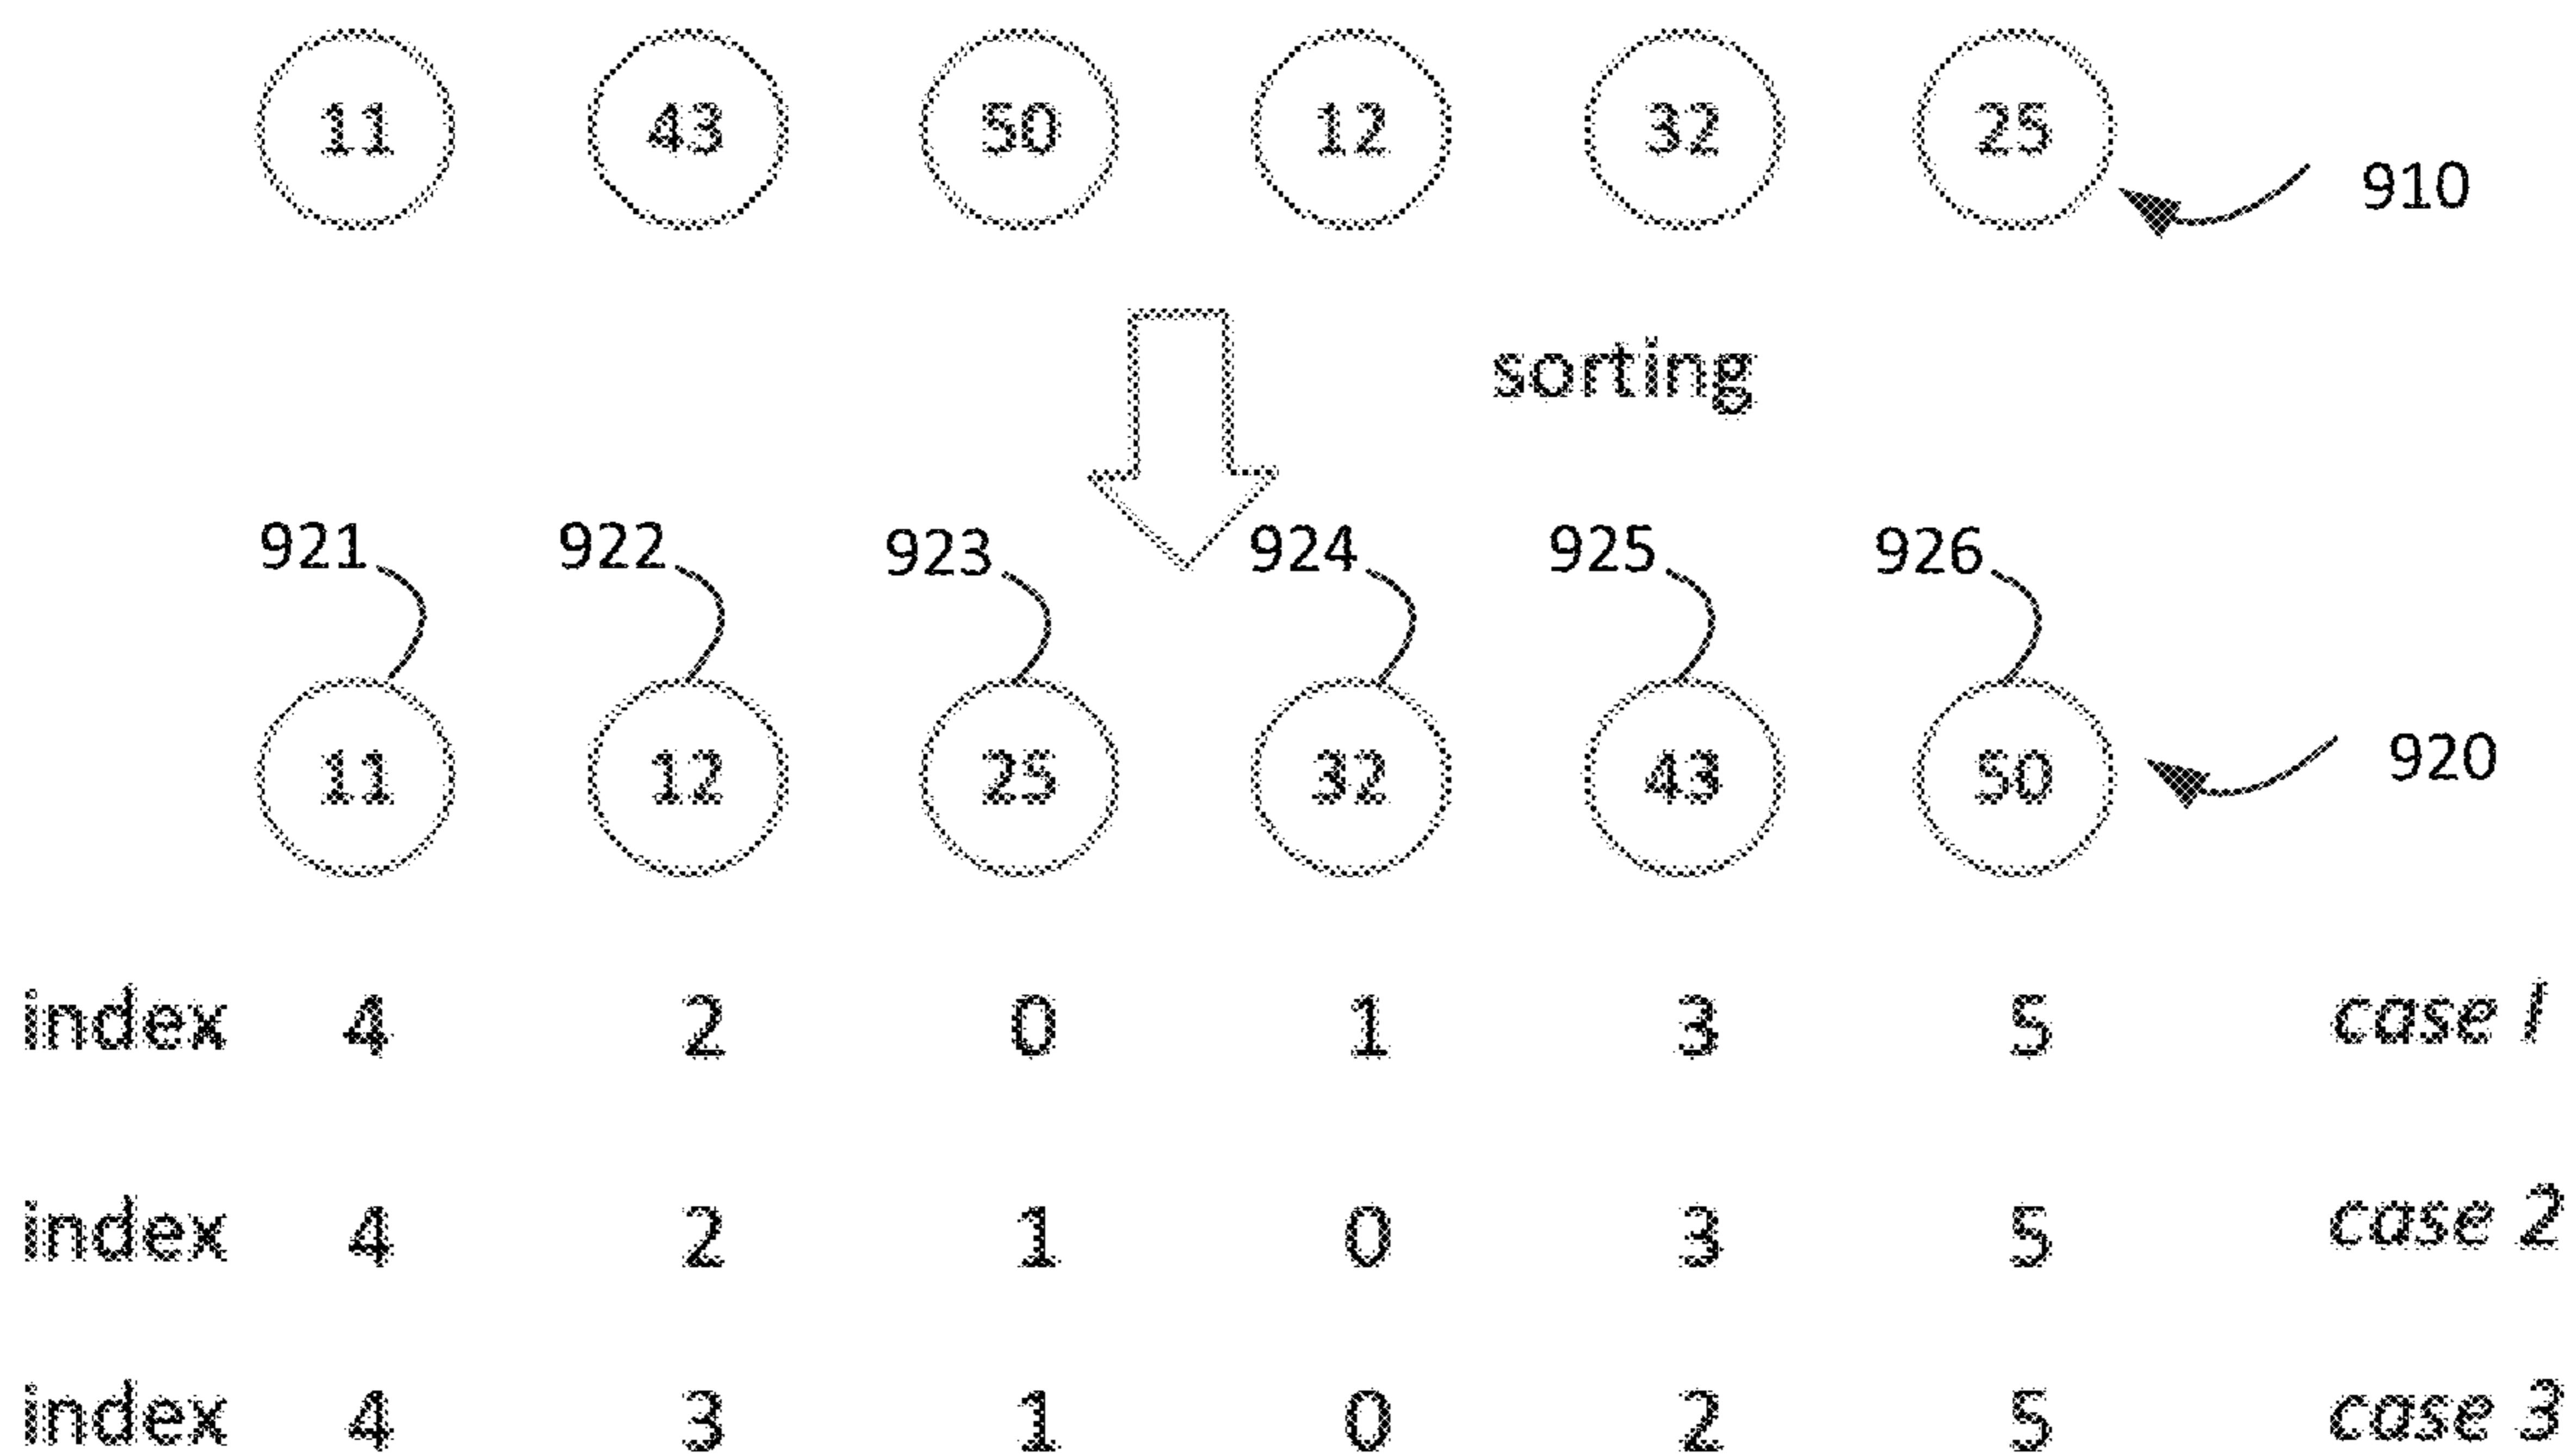 11 43 50 12 32 25
910
sorting
921 922 923 924 925 926
11 12 25 32 43 50
920
index 4 2 0 1 3 5 case 1
index 4 2 1 0 3 5 case 2
index 4 3 1 0 2 5 case 3